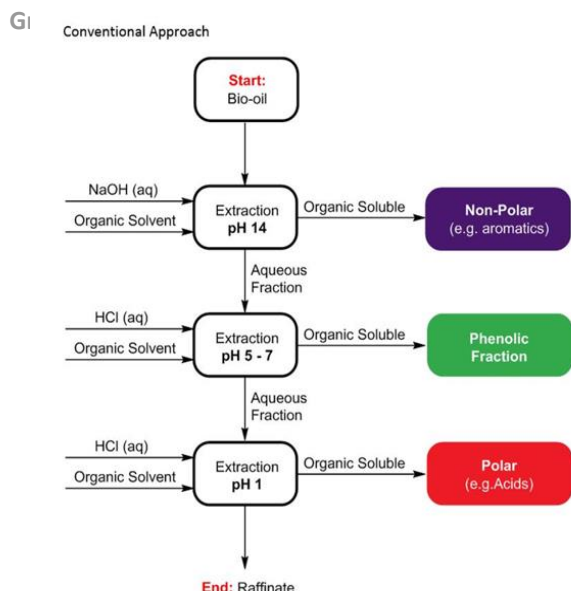 Conventional Approach
Start:
Bio-oil
NaOH (aq)
Organic Solvent
Extraction
pH 14
Organic Soluble
Non-Polar
(e.g. aromatics)
Aqueous
Fraction
HCl (aq)
Organic Solvent
Extraction
pH 5 - 7
Organic Soluble
Phenolic
Fraction
Aqueous
Fraction
HCl (aq)
Organic Solvent
Extraction
pH 1
Organic Soluble
Polar
(e.g.Acids)
End: Raffinate